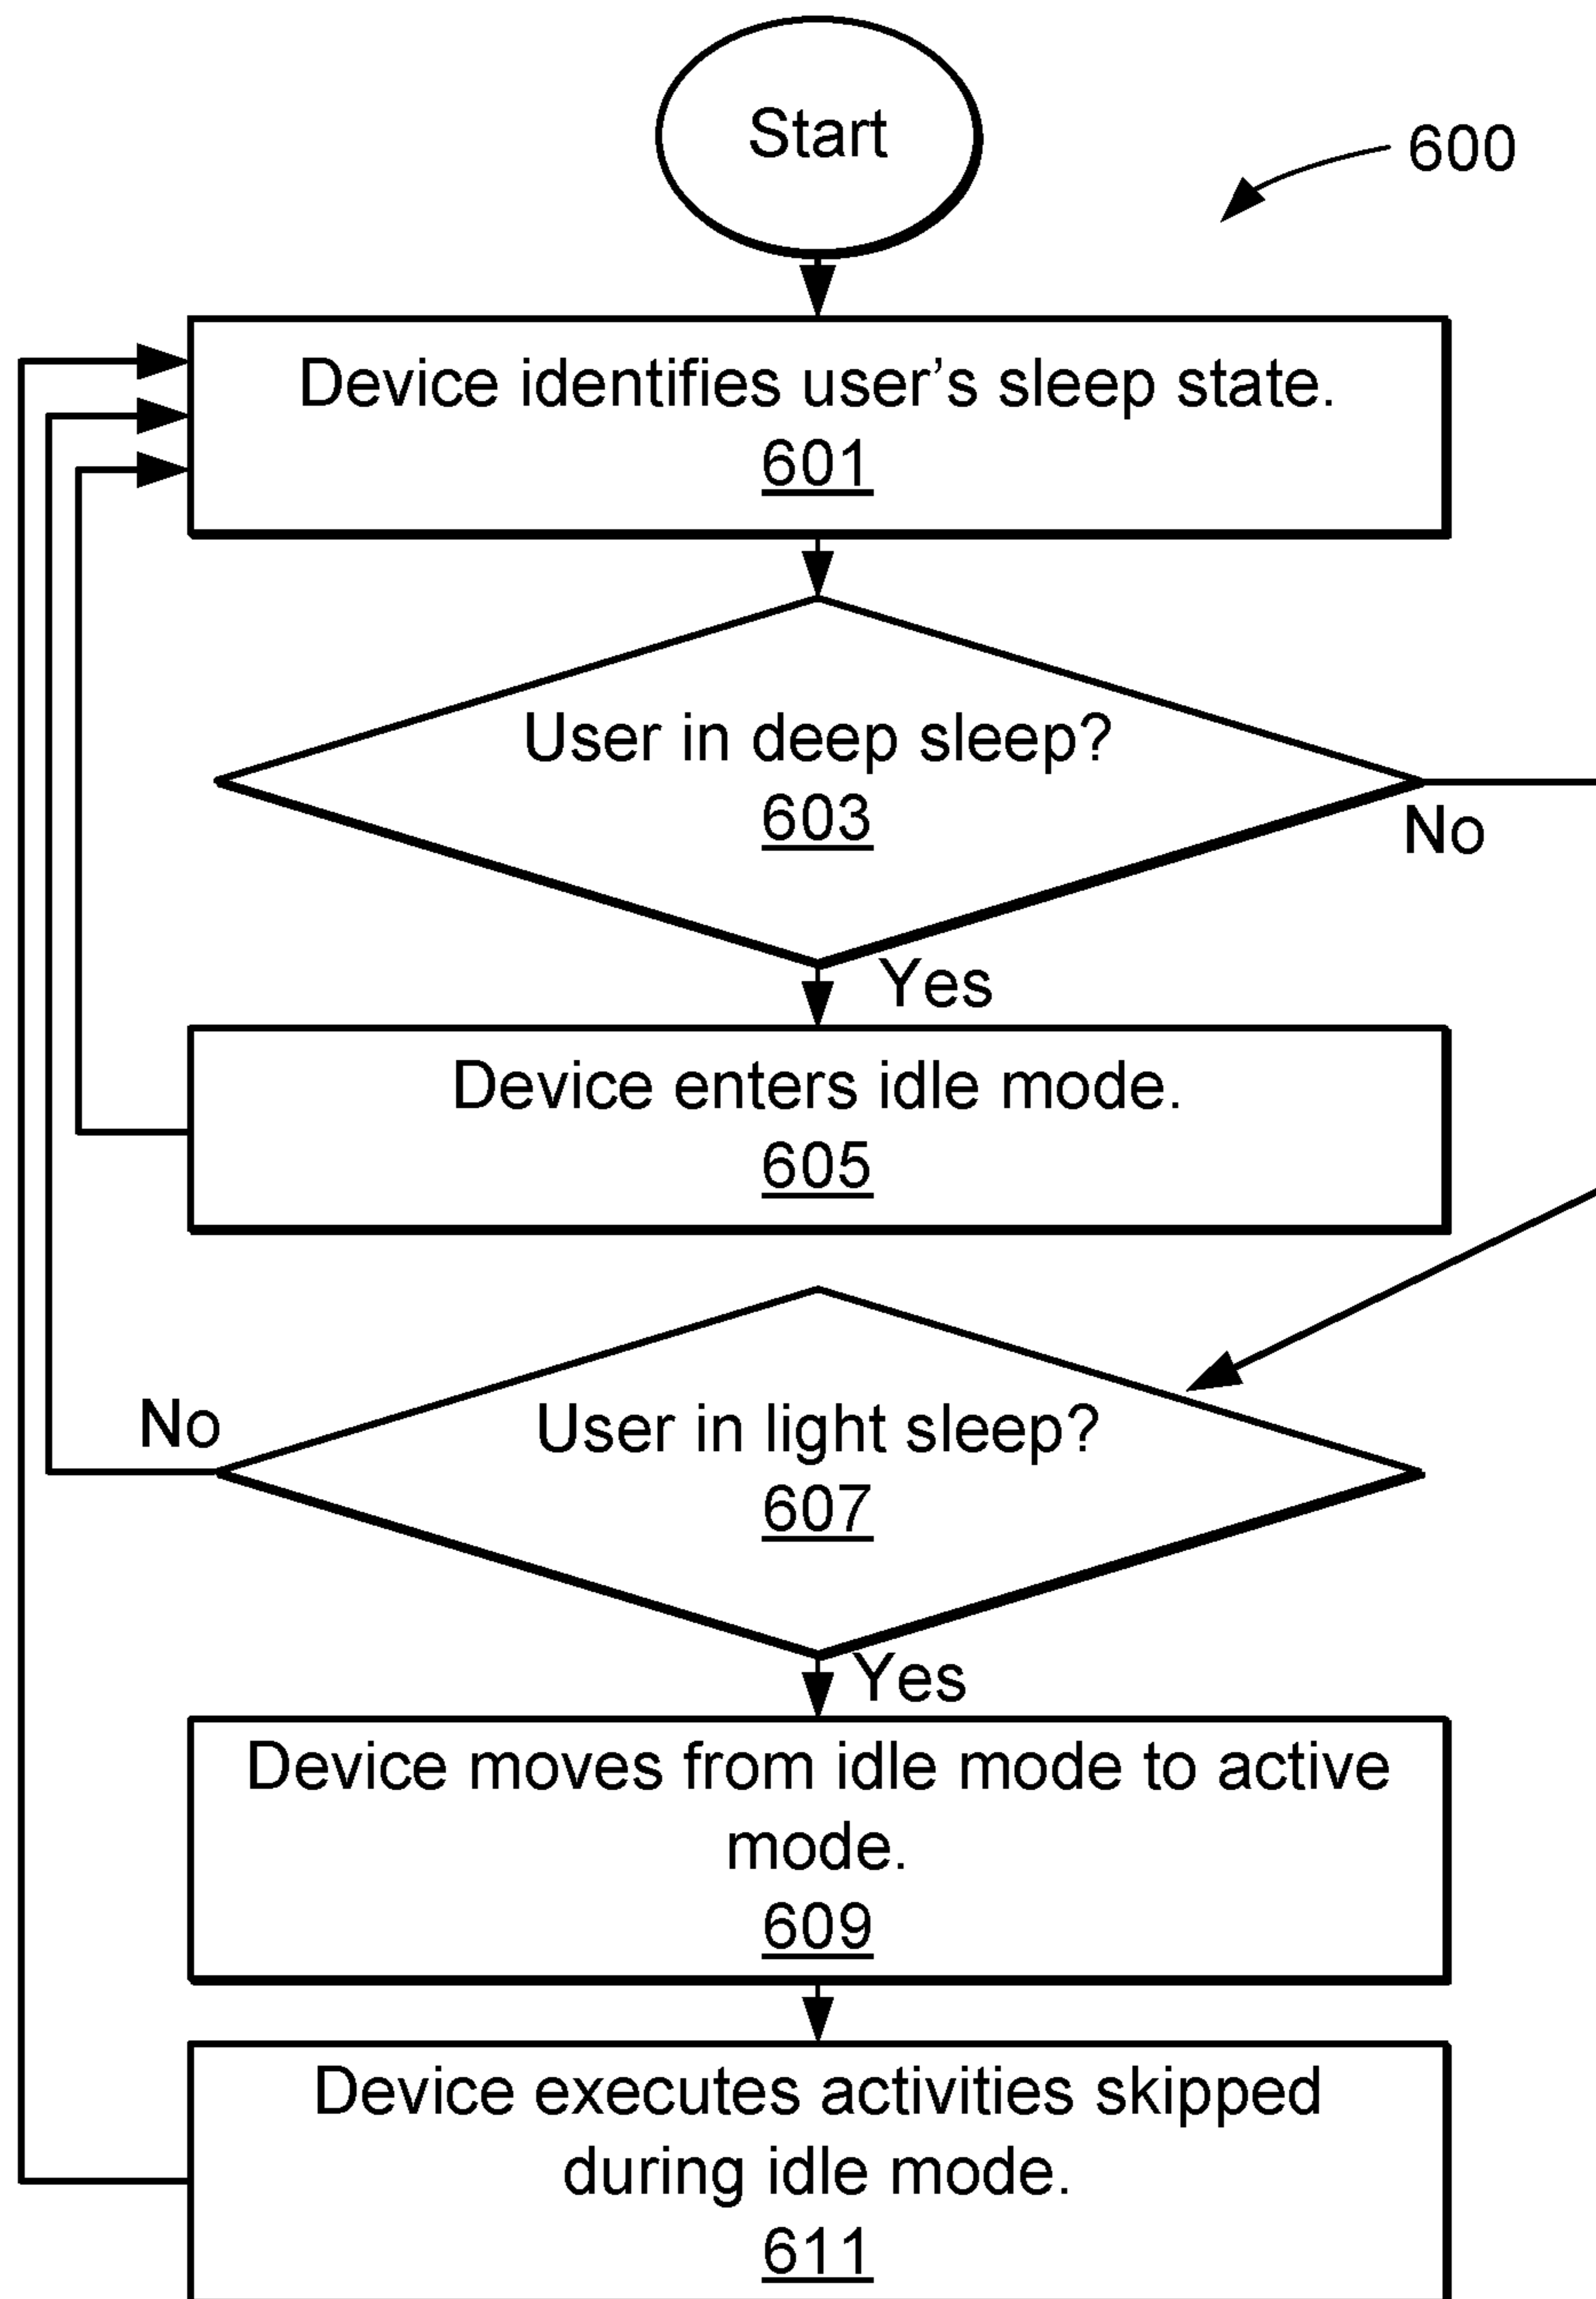 Start
600
Device identifies user’s sleep state.
601
User in deep sleep?
603
No
Yes
Device enters idle mode.
605
No
User in light sleep?
607
Yes
Device moves from idle mode to active
mode.
609
Device executes activities skipped
during idle mode.
611